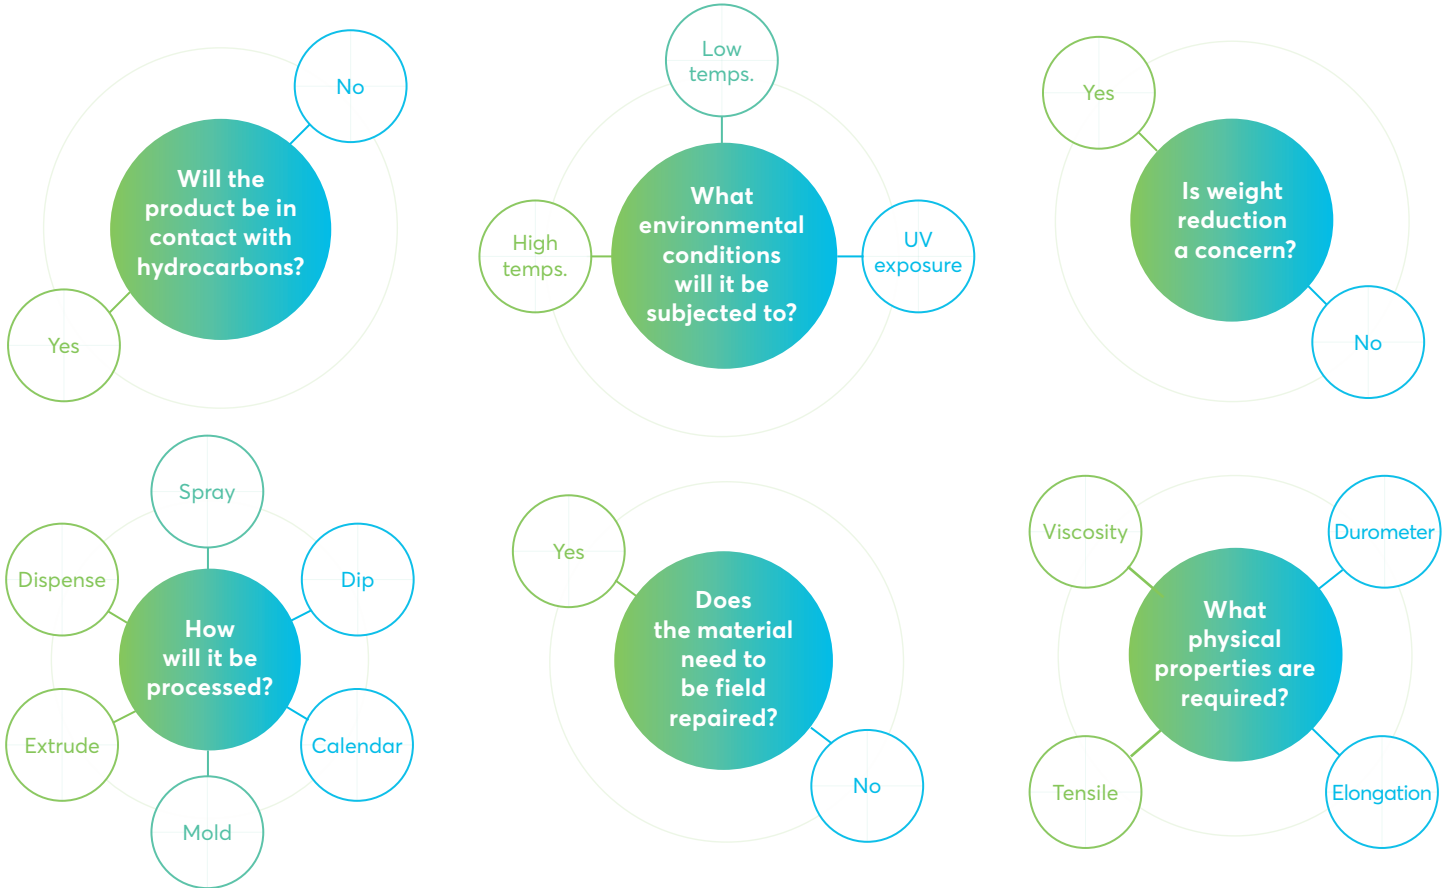 No
Will the
product be in
contact with
hydrocarbons?
Yes
Low
temps.
What
environmental
conditions
will it be
subjected to?
High
temps.
UV
exposure
Yes
Is weight
reduction
a concern?
No
Spray
Dispense
Dip
How
will it be
processed?
Extrude
Calendar
Mold
Yes
Does
the material
need to
be field
repaired?
No
Viscosity
Durometer
What
physical
properties are
required?
Tensile
Elongation